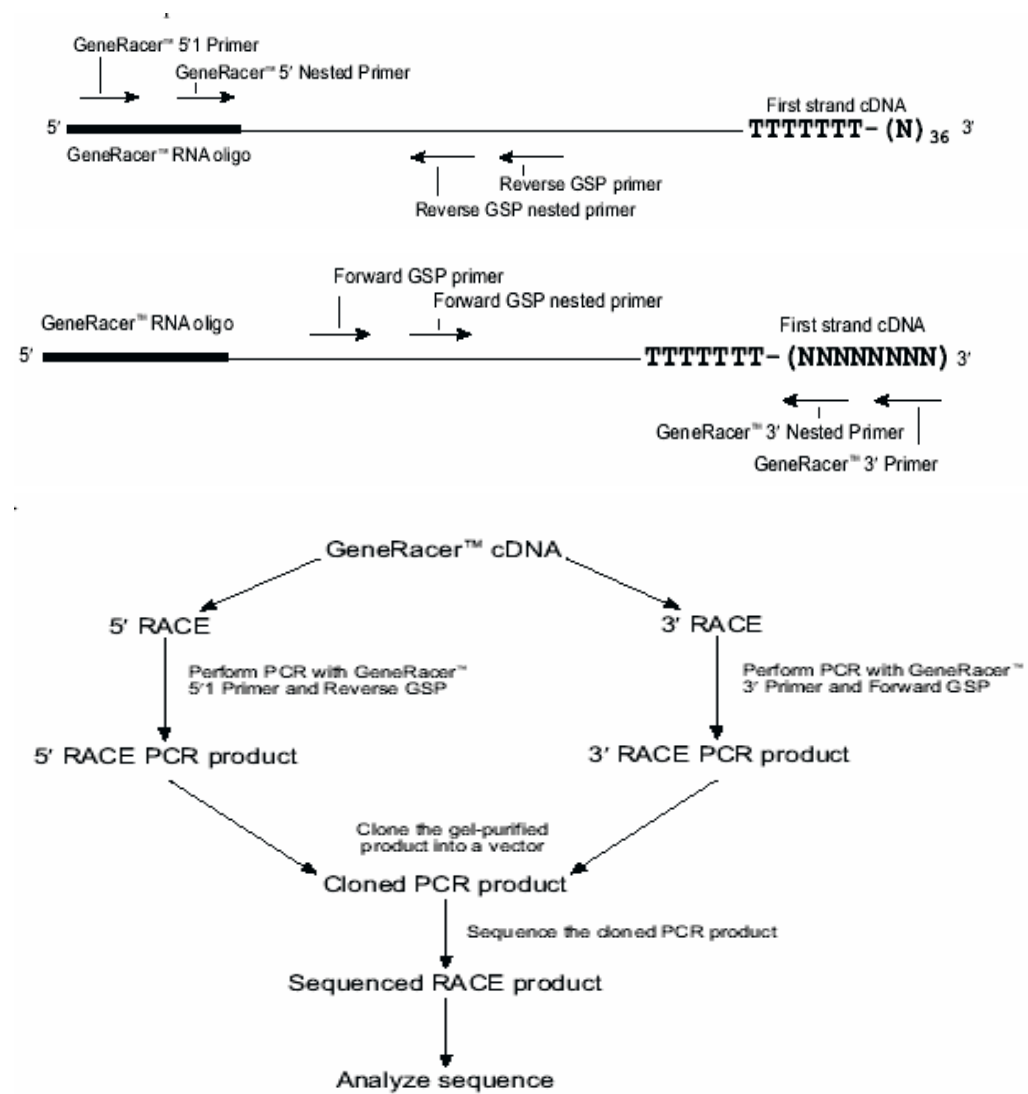 GeneRacer™ 5′1 Primer
GeneRacer™ 5′ Nested Primer
First strand cDNA
5′ TTTTTTT– (N) 36 3′
GeneRacer™ RNA oligo
Reverse GSP primer
Reverse GSP nested primer
Forward GSP primer
Forward GSP nested primer
GeneRacer™ RNA oligo
First strand cDNA
5′ TTTTTTT– (NNNNNNNN) 3′
GeneRacer™ 3′ Nested Primer
GeneRacer™ 3′ Primer
GeneRacer™ cDNA
5′ RACE
3′ RACE
Perform PCR with GeneRacer™
5′1 Primer and Reverse GSP
Perform PCR with GeneRacer™
3′ Primer and Forward GSP
5′ RACE PCR product
3′ RACE PCR product
Clone the gel-purified
product into a vector
Cloned PCR product
Sequence the cloned PCR product
Sequenced RACE product
Analyze sequence